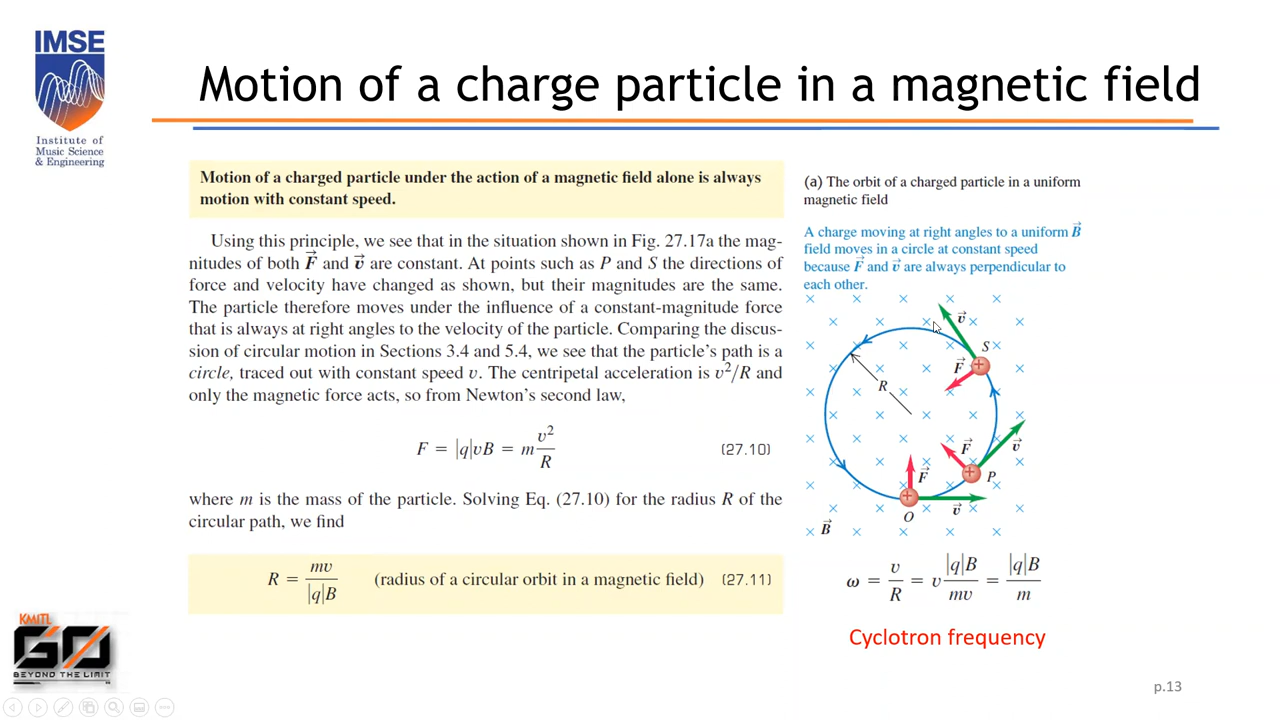 IMSE
Institute of
Music Science
& Engineering
Motion of a charge particle in a magnetic field
Motion of a charged particle under the action of a magnetic field alone is always
motion with constant speed.
Using this principle, we see that in the situation shown in Fig. 27.17a the mag-
nitudes of both F⃗ and v⃗ are constant. At points such as P and S the directions of
force and velocity have changed as shown, but their magnitudes are the same.
The particle therefore moves under the influence of a constant-magnitude force
that is always at right angles to the velocity of the particle. Comparing the discus-
sion of circular motion in Sections 3.4 and 5.4, we see that the particle's path is a
circle, traced out with constant speed v. The centripetal acceleration is v²/R and
only the magnetic force acts, so from Newton's second law,
F = |q|vB = m v²/R (27.10)
where m is the mass of the particle. Solving Eq. (27.10) for the radius R of the
circular path, we find
R = mv/|q|B (radius of a circular orbit in a magnetic field) (27.11)
(a) The orbit of a charged particle in a uniform
magnetic field
A charge moving at right angles to a uniform B⃗
field moves in a circle at constant speed
because F⃗ and v⃗ are always perpendicular to
each other.
v⃗
S
F⃗
R
F⃗
v⃗
P
F⃗
v⃗
O
B⃗
ω = v/R = v |q|B/mv = |q|B/m
Cyclotron frequency
KMITL
GO
BEYOND THE LIMIT
p.13